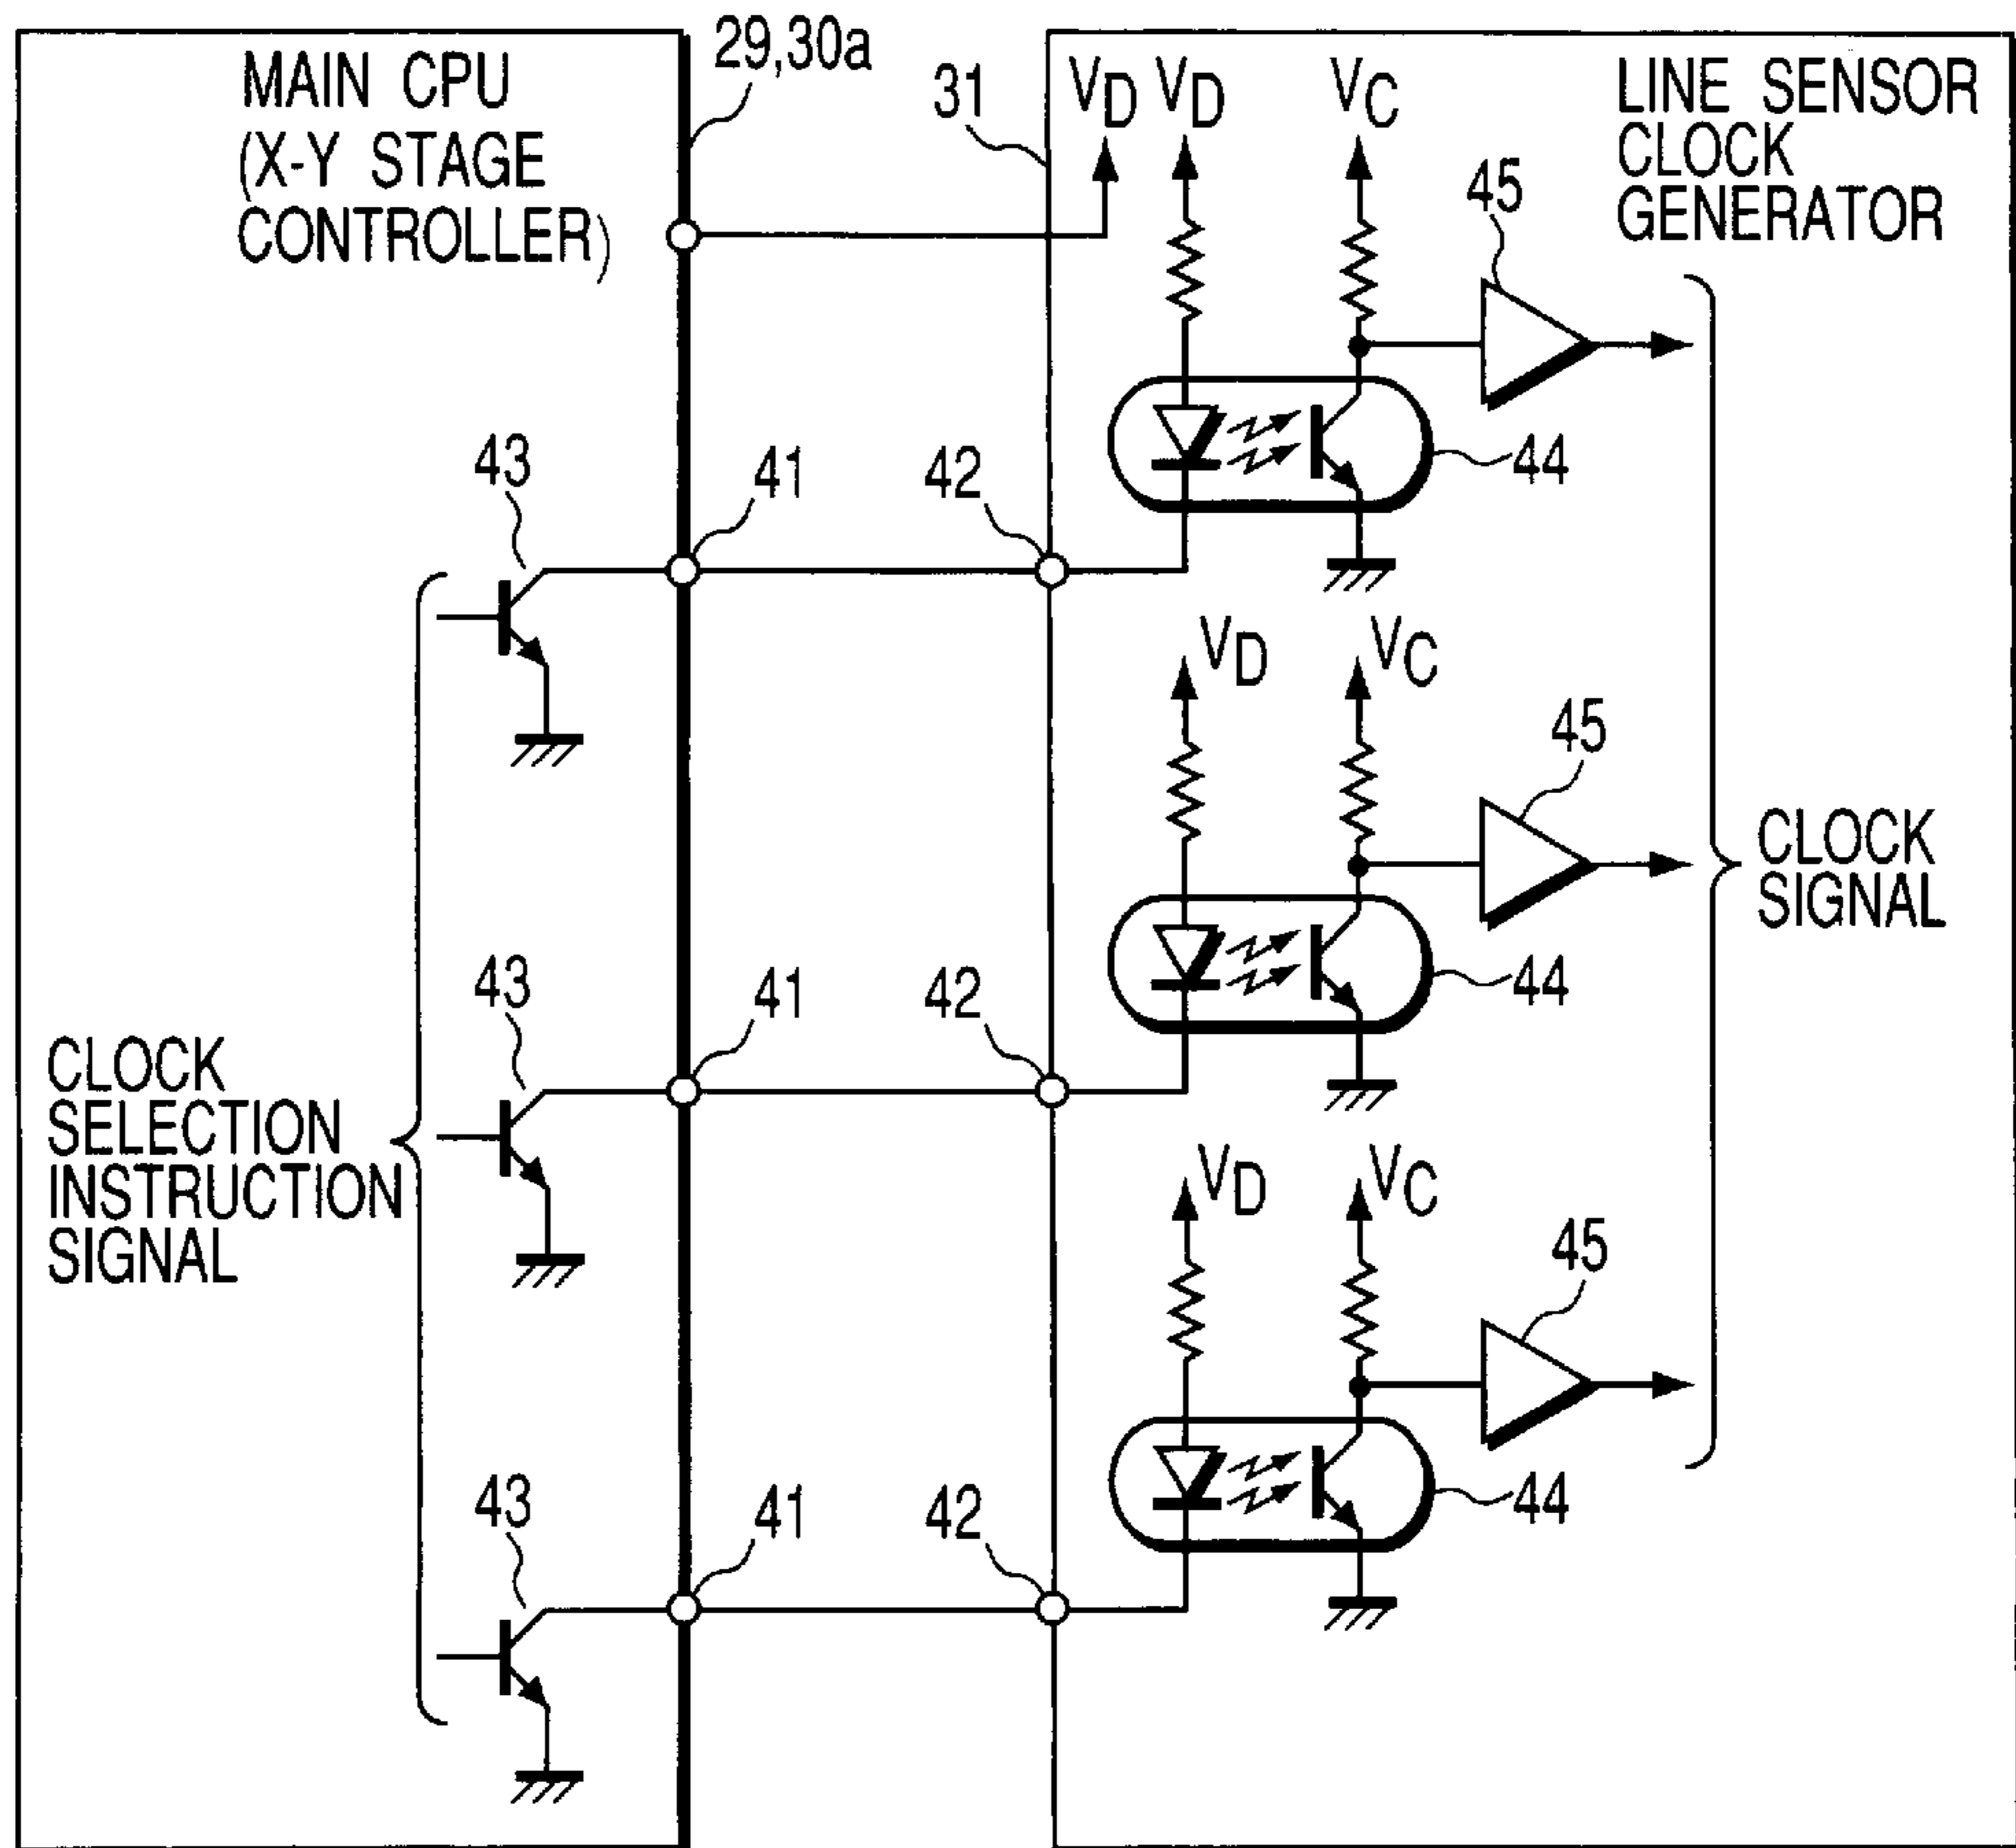 29,30a
MAIN CPU
(X-Y STAGE
CONTROLLER)
31
VD
VD
VC
LINE SENSOR
CLOCK
GENERATOR
45
43
41
42
44
VD
VC
45
CLOCK
SIGNAL
43
41
42
44
CLOCK
SELECTION
INSTRUCTION
SIGNAL
VD
VC
45
43
41
42
44